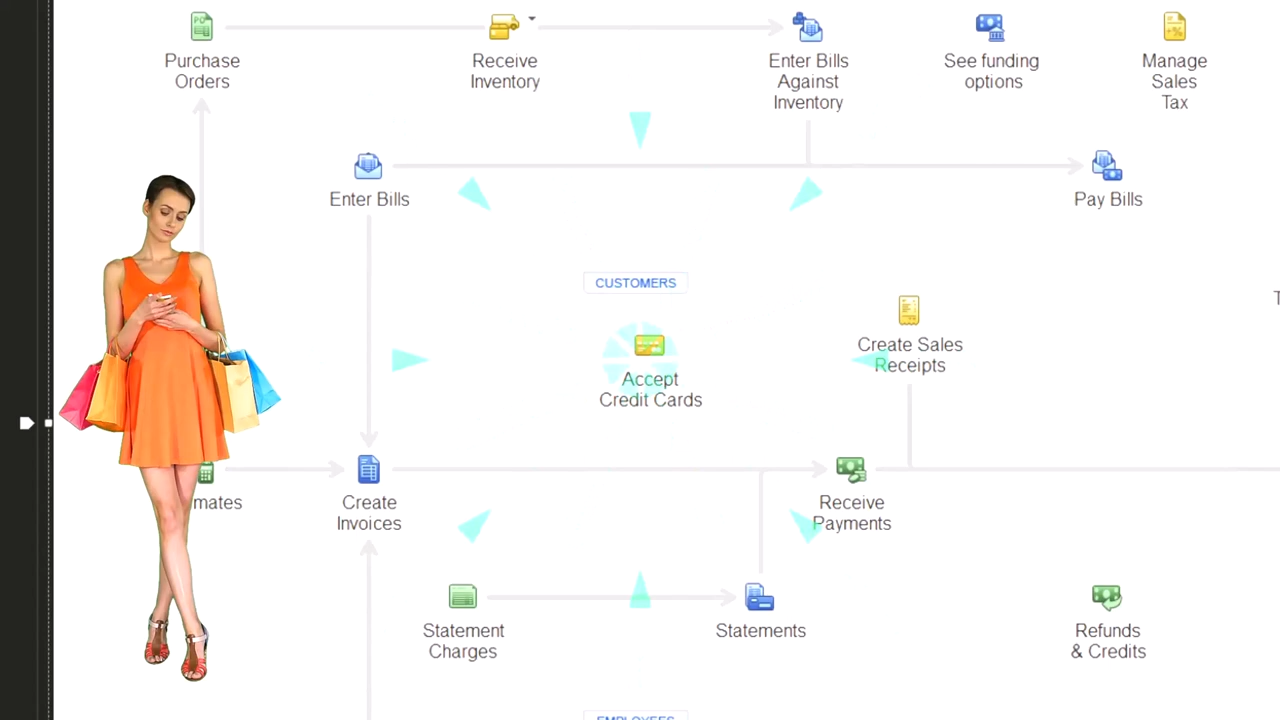 Purchase
Orders
Receive
Inventory
Enter Bills
Against
Inventory
See funding
options
Manage
Sales
Tax
Enter Bills
Pay Bills
CUSTOMERS
Create Sales
Receipts
Accept
Credit Cards
mates
Create
Invoices
Receive
Payments
Statement
Charges
Statements
Refunds
& Credits
EMPLOYEES